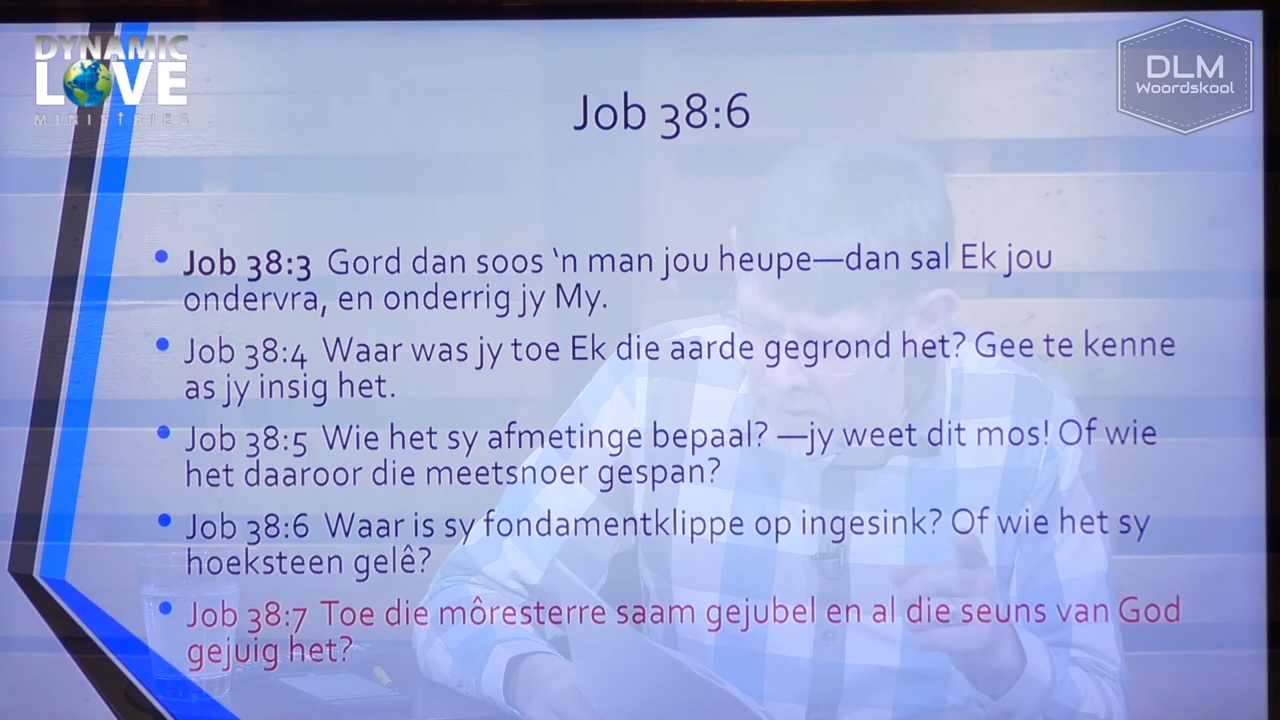 DYNAMIC
LOVE
MINISTRIES
DLM
Woordskool
Job 38:6
Job 38:3 Gord dan soos ‛n man jou heupe—dan sal Ek jou
ondervra, en onderrig jy My.
Job 38:4 Waar was jy toe Ek die aarde gegrond het? Gee te kenne
as jy insig het.
Job 38:5 Wie het sy afmetinge bepaal? —jy weet dit mos! Of wie
het daaroor die meetsnoer gespan?
Job 38:6 Waar is sy fondamentklippe op ingesink? Of wie het sy
hoeksteen gelê?
Job 38:7 Toe die môresterre saam gejubel en al die seuns van God
gejuig het?